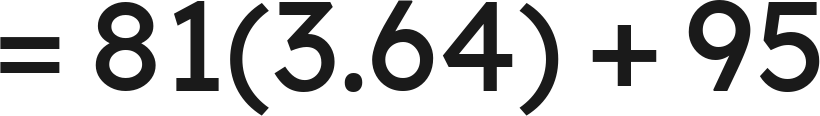 = 81(3.64) + 95